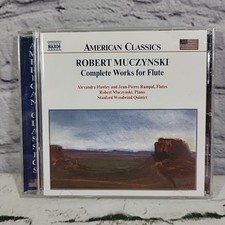 NAXOS
AMERICAN CLASSICS
ROBERT MUCZYNSKI
Complete Works for Flute
Alexandra Hawley and Jean-Pierre Rampal, Flutes
Robert Muczynski, Piano
Stanford Woodwind Quintet
AMERICAN CLASSICS